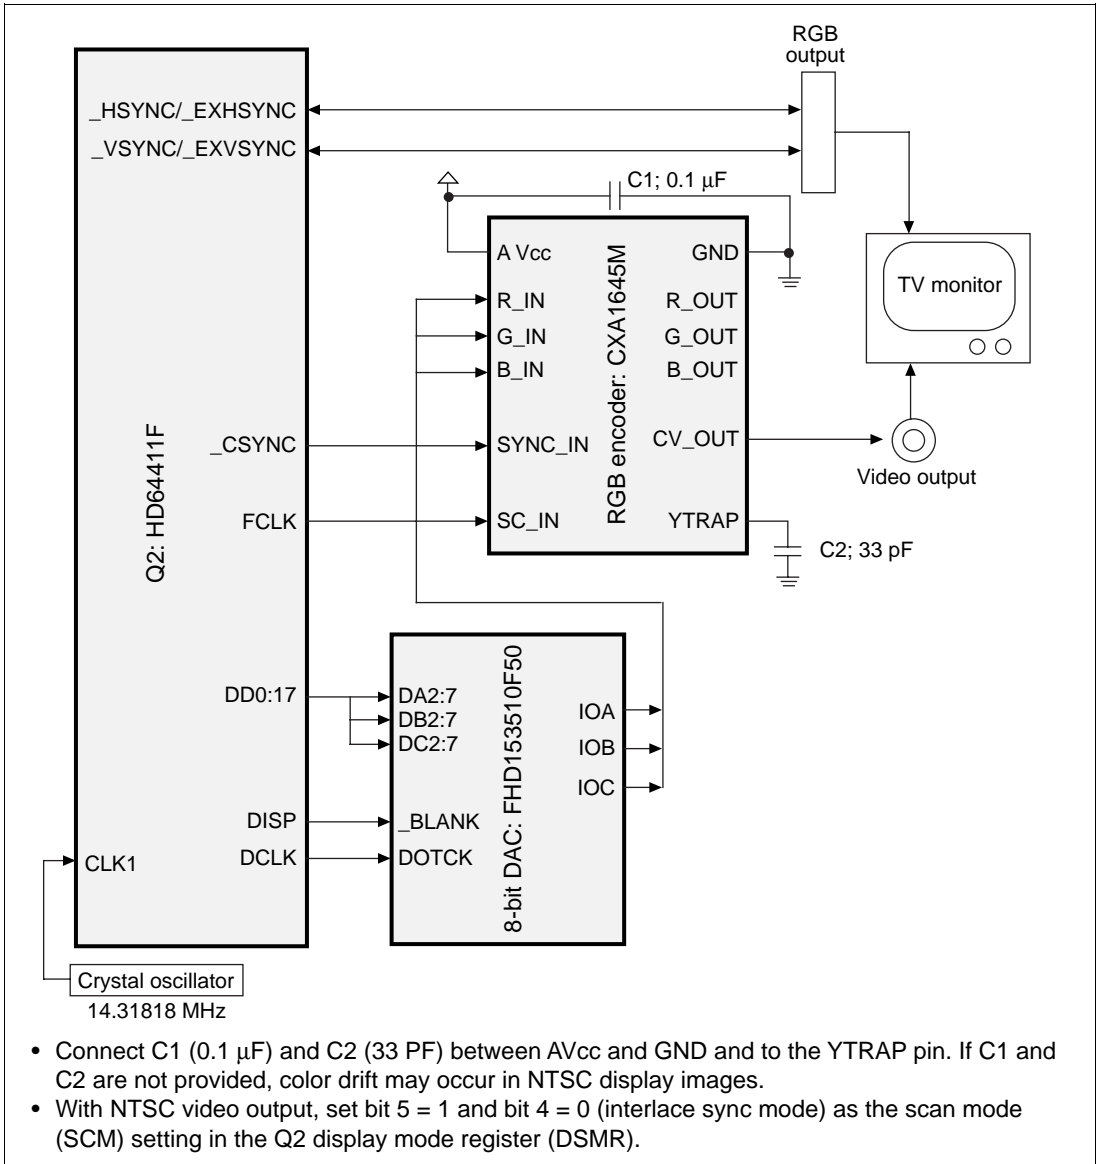 RGB
output
_HSYNC/_EXHSYNC
_VSYNC/_EXVSYNC
C1; 0.1 μF
A Vcc
GND
R_IN
R_OUT
TV monitor
G_IN
G_OUT
B_IN
B_OUT
RGB encoder: CXA1645M
_CSYNC
SYNC_IN
CV_OUT
Video output
Q2: HD64411F
FCLK
SC_IN
YTRAP
C2; 33 pF
DD0:17
DA2:7
DB2:7
DC2:7
IOA
IOB
IOC
8-bit DAC: FHD153510F50
DISP
_BLANK
DCLK
DOTCK
CLK1
Crystal oscillator
14.31818 MHz
• Connect C1 (0.1 μF) and C2 (33 PF) between AVcc and GND and to the YTRAP pin. If C1 and
C2 are not provided, color drift may occur in NTSC display images.
• With NTSC video output, set bit 5 = 1 and bit 4 = 0 (interlace sync mode) as the scan mode
(SCM) setting in the Q2 display mode register (DSMR).